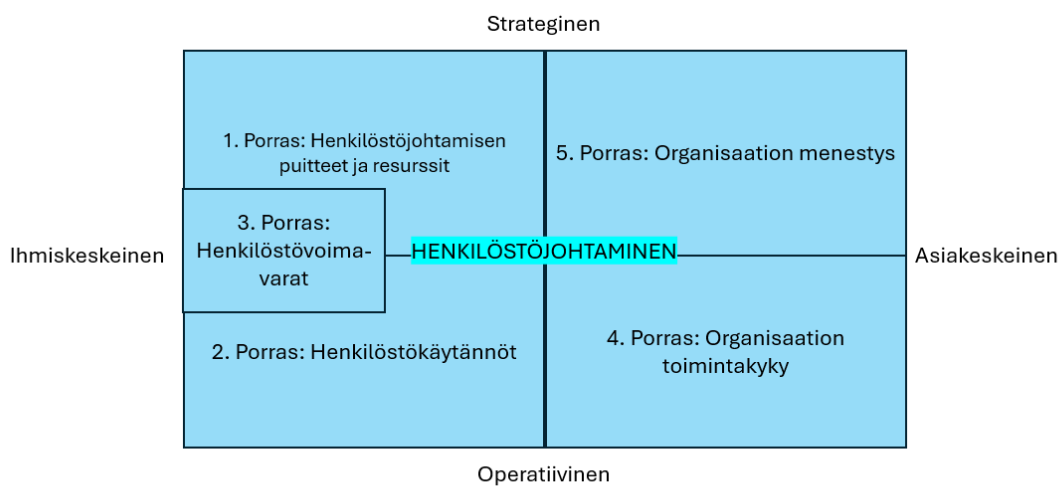 Strateginen
1. Porras: Henkilöstöjohtamisen
puitteet ja resurssit
5. Porras: Organisaation menestys
3. Porras:
Henkilöstövoima-
varat
Ihmiskeskeinen
HENKILÖSTÖJOHTAMINEN
Asiakeskeinen
2. Porras: Henkilöstökäytännöt
4. Porras: Organisaation
toimintakyky
Operatiivinen